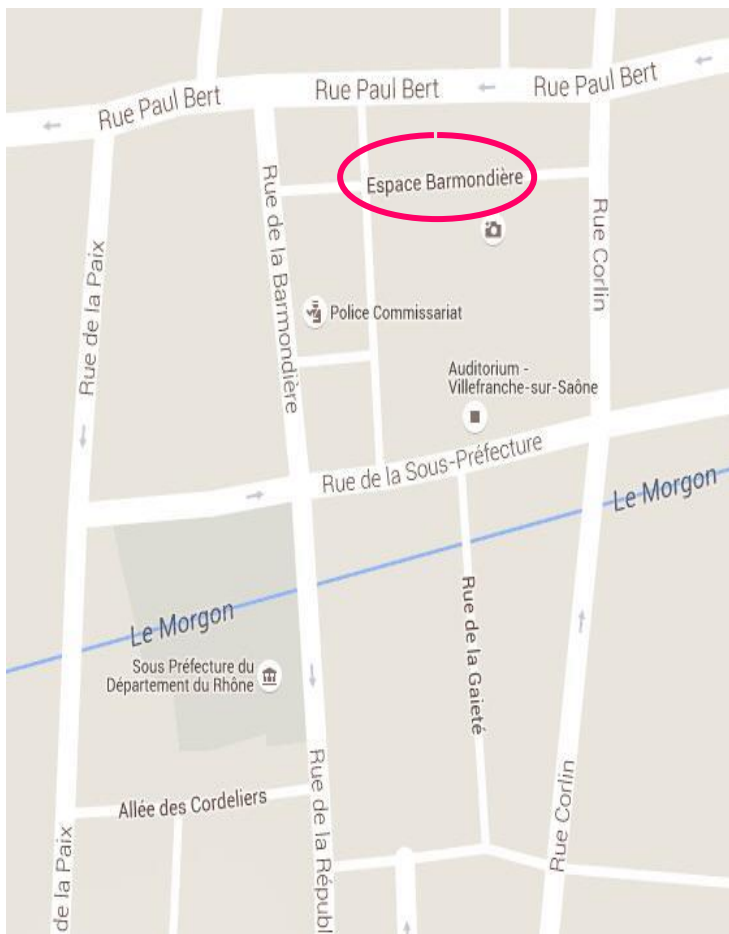 Rue Paul Bert
Rue Paul Bert
Rue Paul Bert
Espace Barmondière
Rue de la Paix
Rue de la Barmondière
Rue Corlin
Police Commissariat
Auditorium -
Villefranche-sur-Saône
Rue de la Sous-Préfecture
Le Morgon
Le Morgon
Rue de la Gaieté
Sous Préfecture du
Département du Rhône
Allée des Cordeliers
Rue de la Républ
Rue Corlin
de la Paix